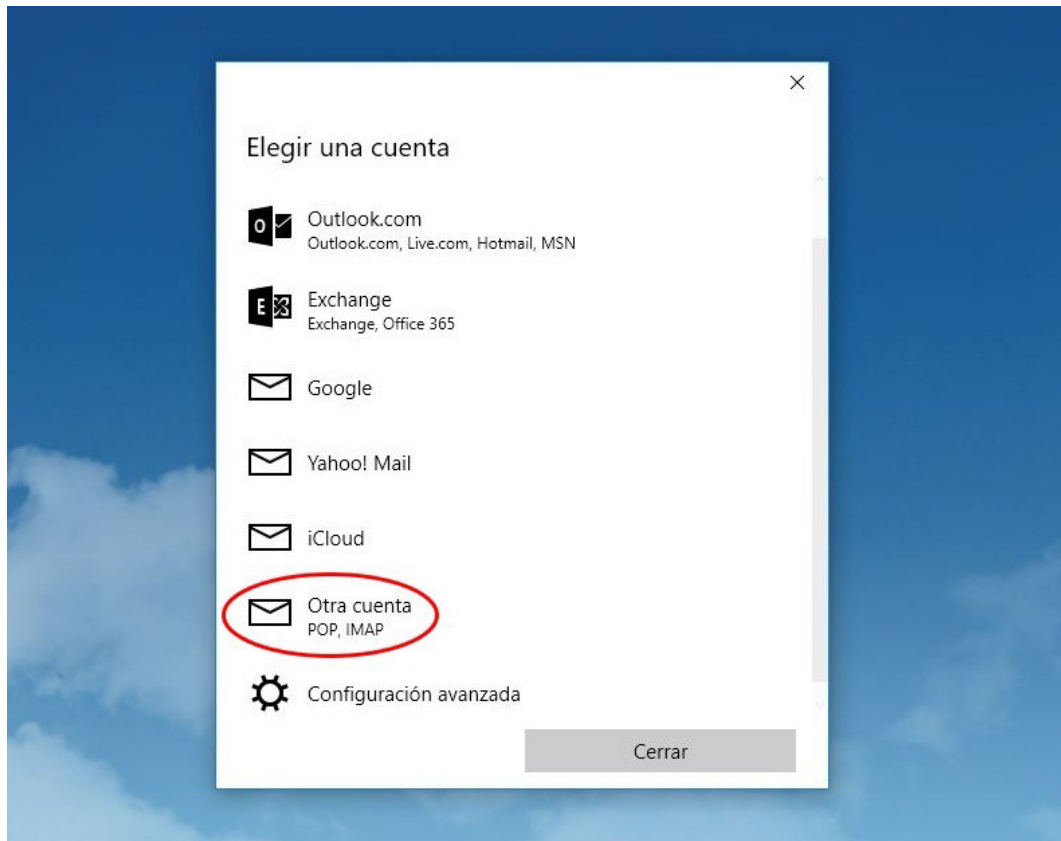 Elegir una cuenta
Outlook.com
Outlook.com, Live.com, Hotmail, MSN
Exchange
Exchange, Office 365
Google
Yahoo! Mail
iCloud
Otra cuenta
POP, IMAP
Configuración avanzada
Cerrar